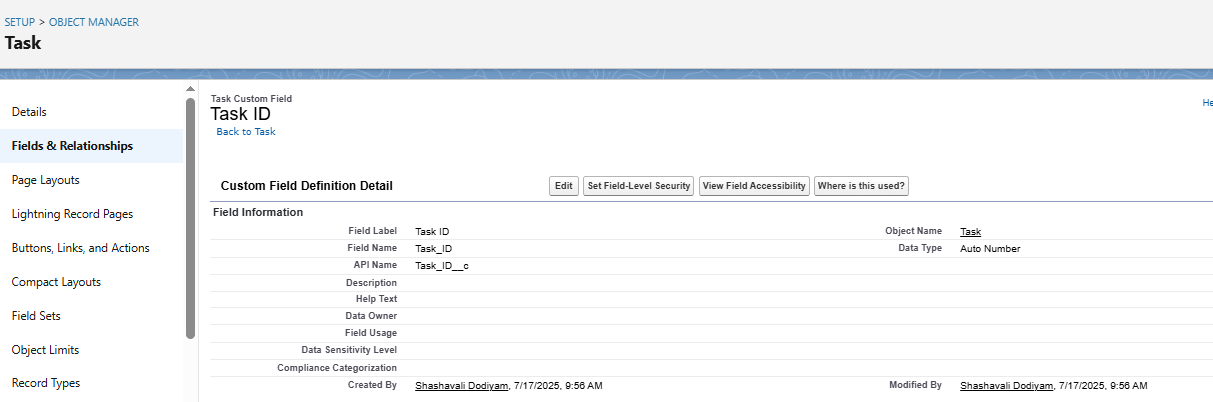 SETUP > OBJECT MANAGER
Task
Details
Fields & Relationships
Page Layouts
Lightning Record Pages
Buttons, Links, and Actions
Compact Layouts
Field Sets
Object Limits
Record Types
Task Custom Field
Task ID
Back to Task
He
Custom Field Definition Detail Edit Set Field-Level Security View Field Accessibility Where is this used?
Field Information
Field Label Task ID Object Name Task
Field Name Task_ID Data Type Auto Number
API Name Task_ID__c
Description
Help Text
Data Owner
Field Usage
Data Sensitivity Level
Compliance Categorization
Created By Shashavali Dodiyam, 7/17/2025, 9:56 AM Modified By Shashavali Dodiyam, 7/17/2025, 9:56 AM